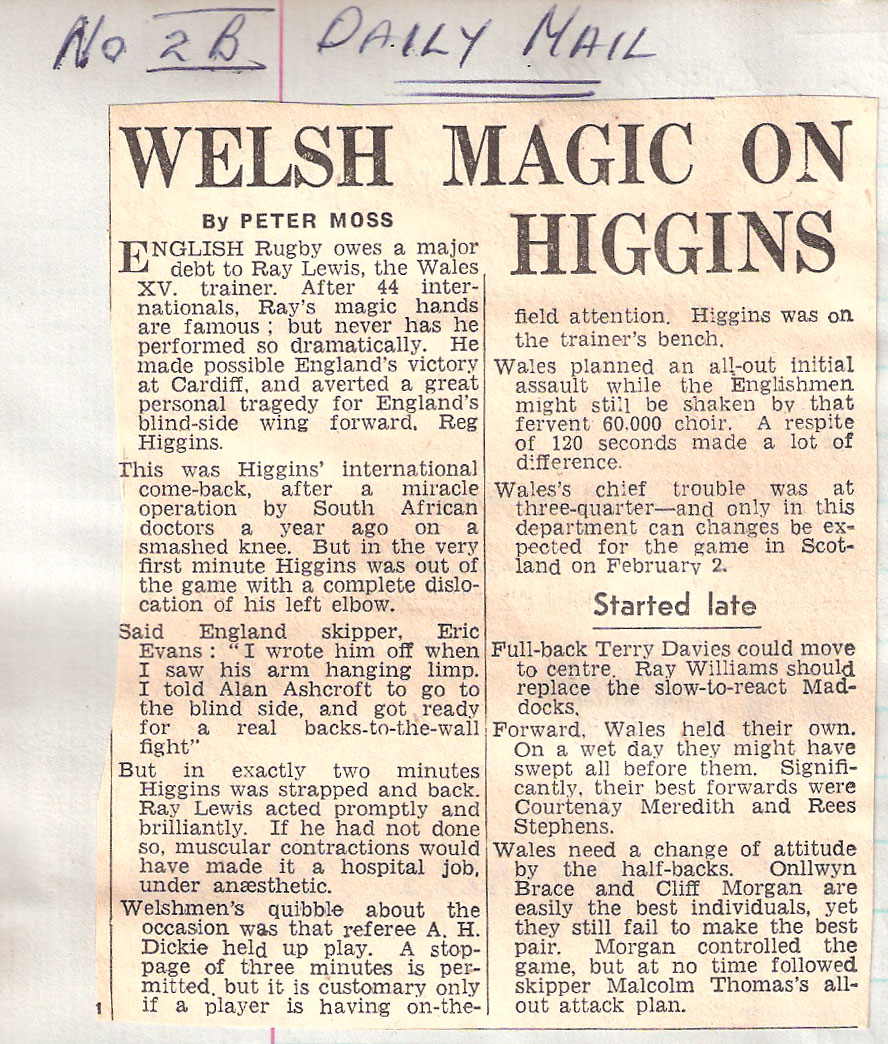 No 2B DAILY MAIL
WELSH MAGIC ON
HIGGINS
By PETER MOSS
ENGLISH Rugby owes a major
debt to Ray Lewis, the Wales
XV. trainer. After 44 inter-
nationals, Ray's magic hands
are famous ; but never has he
performed so dramatically. He
made possible England's victory
at Cardiff, and averted a great
personal tragedy for England's
blind-side wing forward, Reg
Higgins.
This was Higgins' international
come-back, after a miracle
operation by South African
doctors a year ago on a
smashed knee. But in the very
first minute Higgins was out of
the game with a complete dislo-
cation of his left elbow.
Said England skipper, Eric
Evans : "I wrote him off when
I saw his arm hanging limp.
I told Alan Ashcroft to go to
the blind side, and got ready
for a real backs-to-the-wall
fight"
But in exactly two minutes
Higgins was strapped and back.
Ray Lewis acted promptly and
brilliantly. If he had not done
so, muscular contractions would
have made it a hospital job,
under anæsthetic.
Welshmen's quibble about the
occasion was that referee A. H.
Dickie held up play. A stop-
page of three minutes is per-
mitted, but it is customary only
if a player is having on-the-
1
field attention. Higgins was on
the trainer's bench.
Wales planned an all-out initial
assault while the Englishmen
might still be shaken by that
fervent 60.000 choir. A respite
of 120 seconds made a lot of
difference.
Wales's chief trouble was at
three-quarter—and only in this
department can changes be ex-
pected for the game in Scot-
land on February 2.
Started late
Full-back Terry Davies could move
to centre. Ray Williams should
replace the slow-to-react Mad-
docks.
Forward, Wales held their own.
On a wet day they might have
swept all before them. Signifi-
cantly, their best forwards were
Courtenay Meredith and Rees
Stephens.
Wales need a change of attitude
by the half-backs. Onllwyn
Brace and Cliff Morgan are
easily the best individuals, yet
they still fail to make the best
pair. Morgan controlled the
game, but at no time followed
skipper Malcolm Thomas's all-
out attack plan.